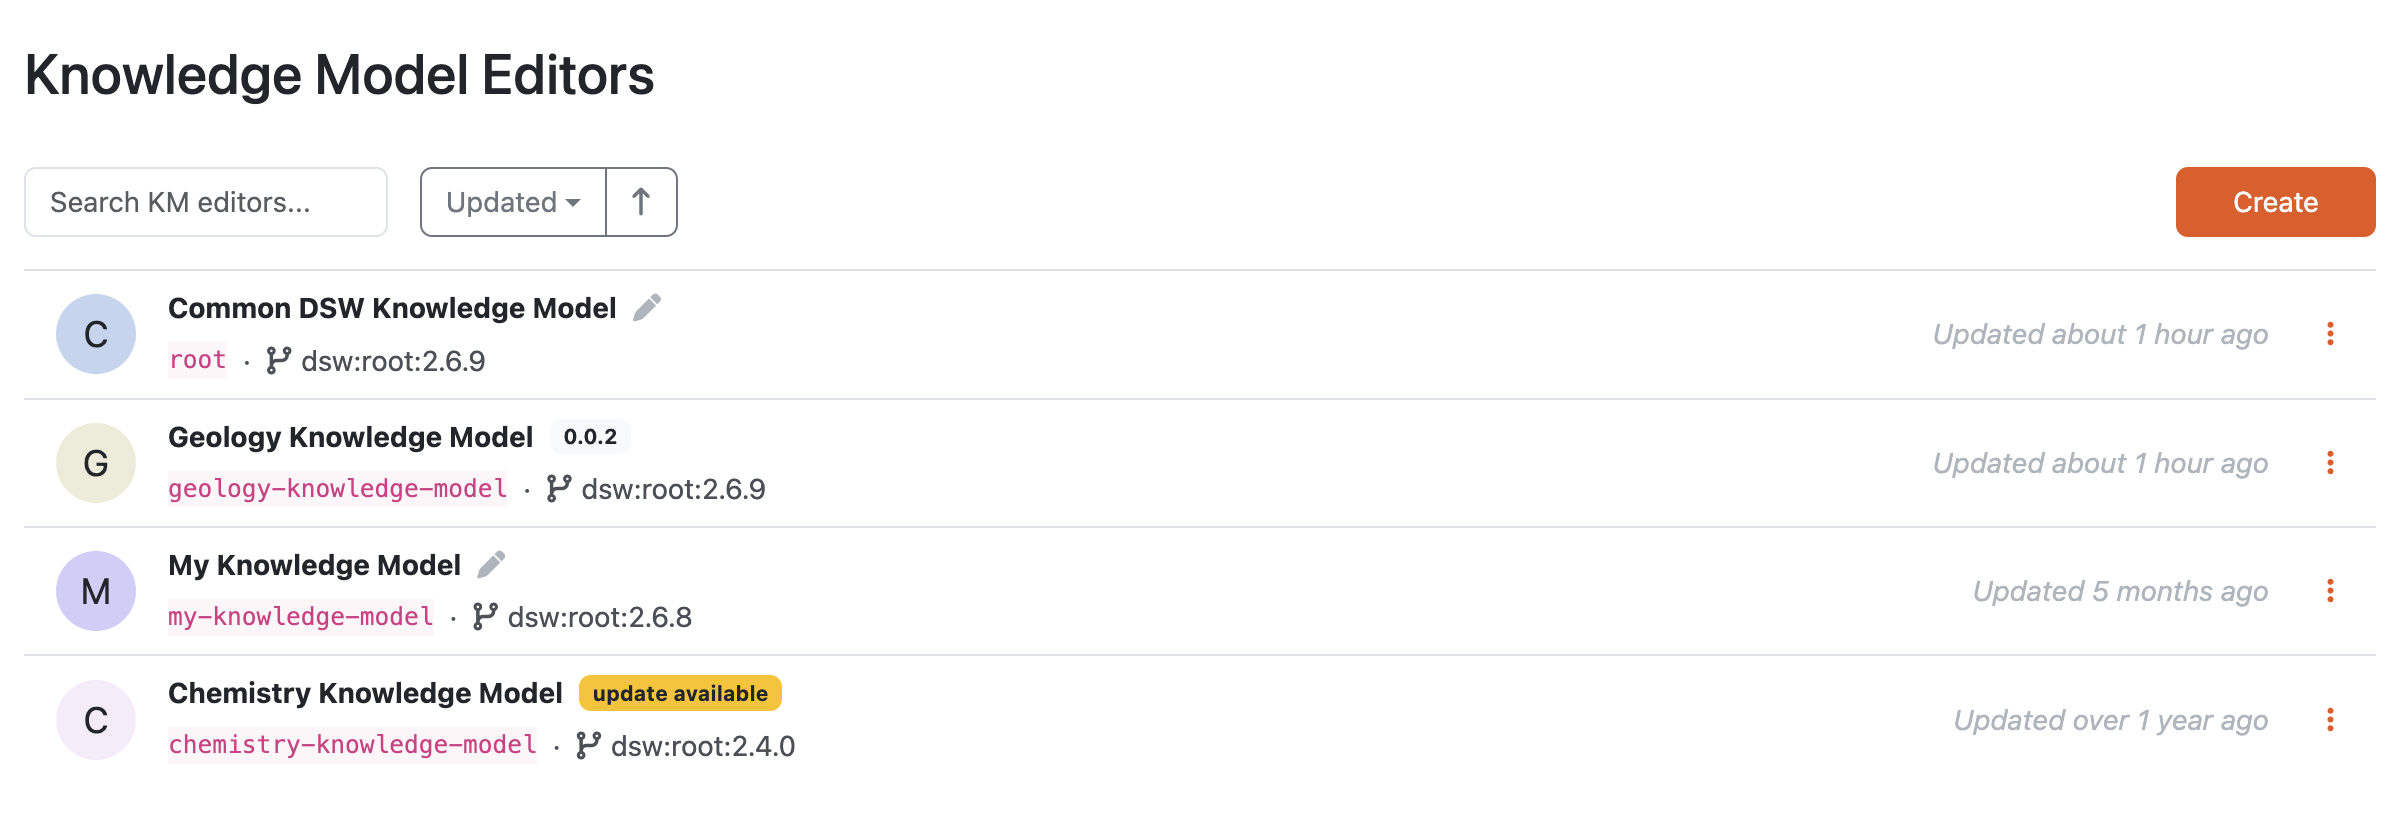 Knowledge Model Editors
Search KM editors...
Updated
Create
C
Common DSW Knowledge Model
root · dsw:root:2.6.9
Updated about 1 hour ago
G
Geology Knowledge Model 0.0.2
geology-knowledge-model · dsw:root:2.6.9
Updated about 1 hour ago
M
My Knowledge Model
my-knowledge-model · dsw:root:2.6.8
Updated 5 months ago
C
Chemistry Knowledge Model update available
chemistry-knowledge-model · dsw:root:2.4.0
Updated over 1 year ago